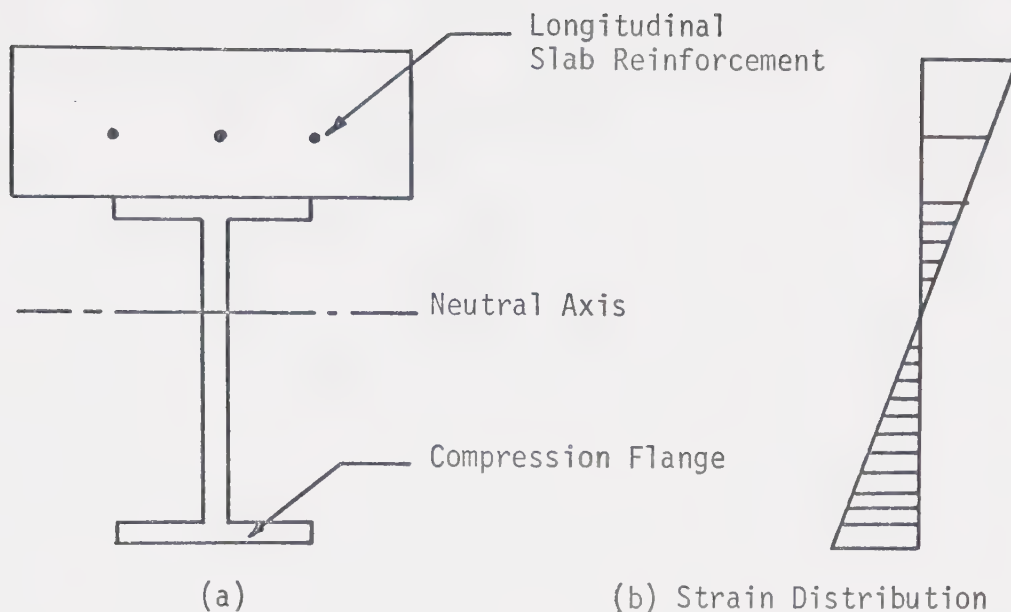 Longitudinal
Slab Reinforcement
Neutral Axis
Compression Flange
(a)
(b) Strain Distribution